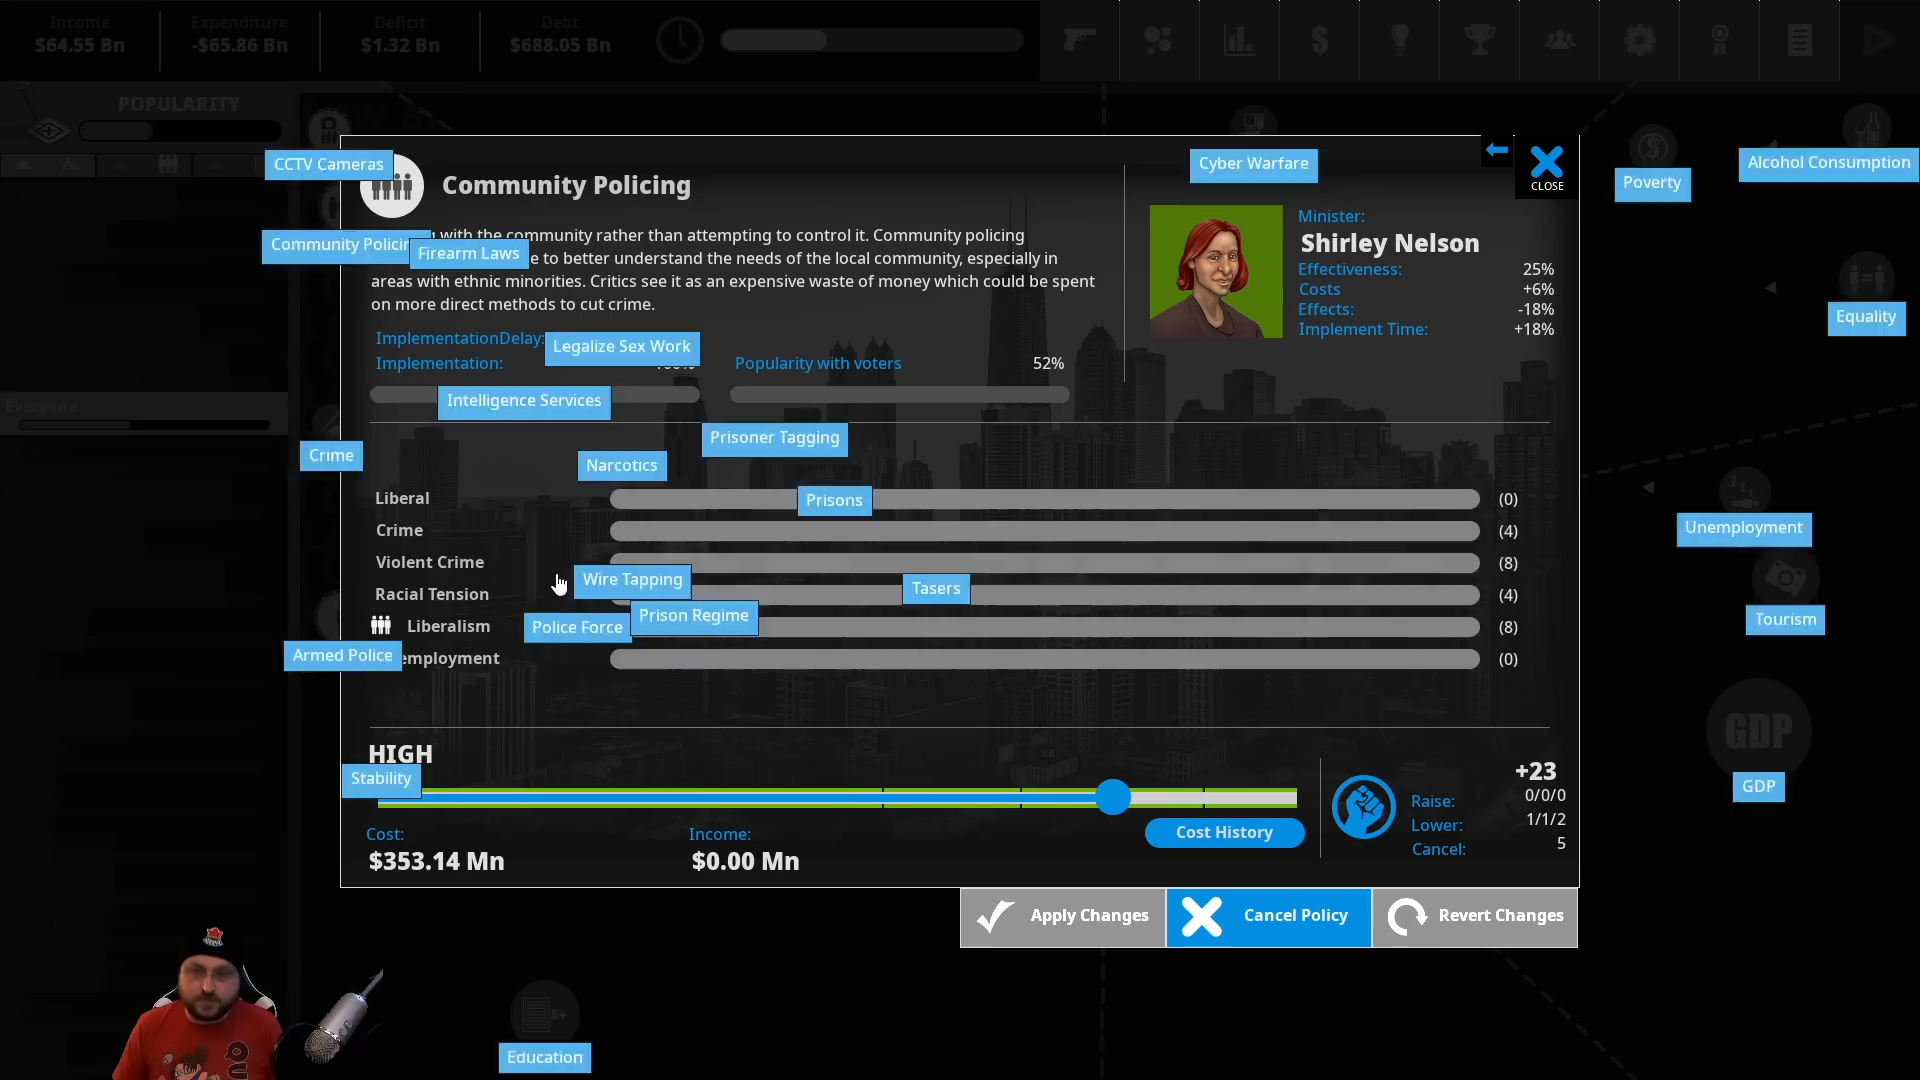 Income
Expenditure
Deficit
Debt
$64.55 Bn
-$65.86 Bn
$1.32 Bn
$688.05 Bn
POPULARITY
CCTV Cameras
Cyber Warfare
CLOSE
Poverty
Alcohol Consumption
Community Policing
Minister:
Shirley Nelson
Effectiveness: 25%
Costs +6%
Effects: -18%
Implement Time: +18%
Community Policin
Firearm Laws
with the community rather than attempting to control it. Community policing
e to better understand the needs of the local community, especially in
areas with ethnic minorities. Critics see it as an expensive waste of money which could be spent
on more direct methods to cut crime.
Equality
ImplementationDelay:
Legalize Sex Work
Implementation:
Popularity with voters 52%
Intelligence Services
Everyone
Prisoner Tagging
Crime
Narcotics
Liberal (0)
Prisons
Crime (4)
Unemployment
Violent Crime (8)
Wire Tapping
Tasers
Racial Tension (4)
Prison Regime
Tourism
Liberalism (8)
Police Force
Armed Police
employment (0)
GDP
GDP
HIGH
Stability
+23
Raise: 0/0/0
Lower: 1/1/2
Cancel: 5
Cost:
$353.14 Mn
Income:
$0.00 Mn
Cost History
Apply Changes
Cancel Policy
Revert Changes
Education